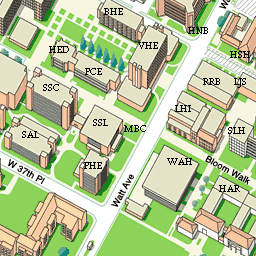 BHE
HNB
HED
VHE
HSH
PCE
RRB
LJS
SSC
LHI
SSL
MBC
SLH
SAL
WAH
PHE
Bloom Walk
W 37th Pl
HAR
Watt Ave